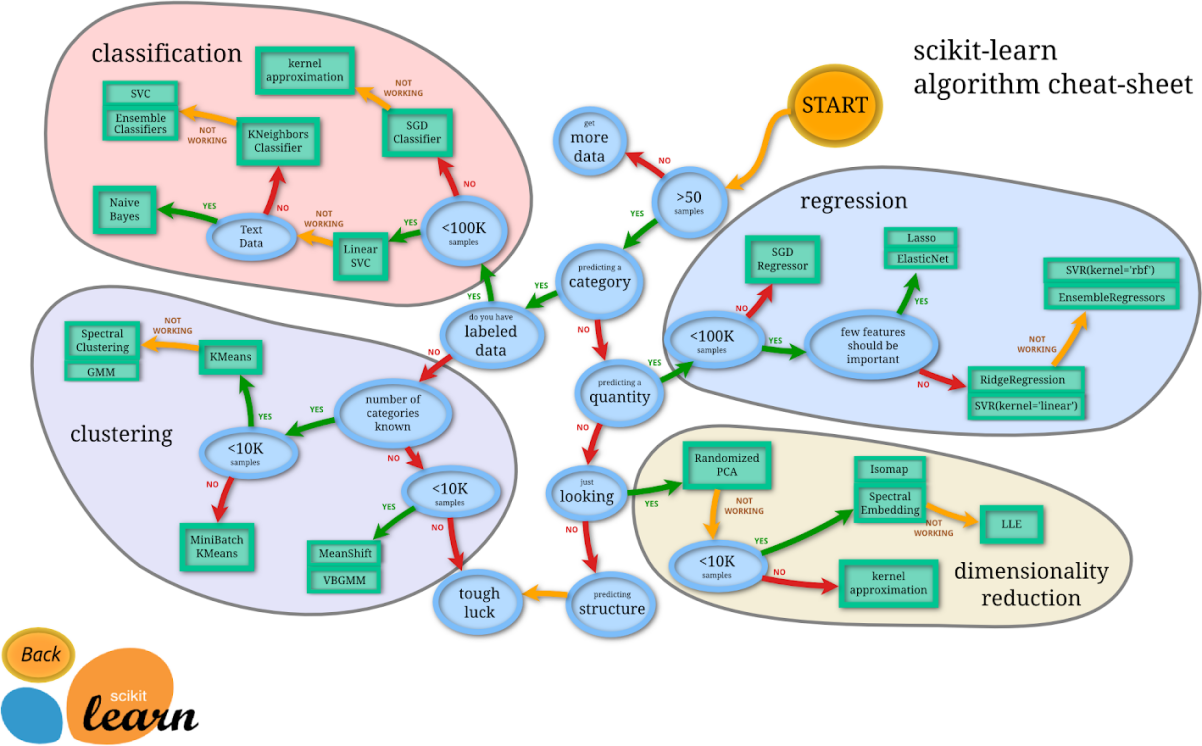 scikit-learn
algorithm cheat-sheet
START
get
more
data
NO
>50
samples
YES
predicting a
category
YES
NO
do you have
labeled
data
YES
NO
predicting a
quantity
YES
NO
just
looking
YES
NO
predicting
structure
tough
luck
classification
kernel
approximation
NOT
WORKING
SGD
Classifier
NO
<100K
samples
YES
Linear
SVC
NOT
WORKING
Text
Data
YES
Naive
Bayes
NO
KNeighbors
Classifier
NOT
WORKING
SVC
Ensemble
Classifiers
clustering
number of
categories
known
YES
NO
<10K
samples
YES
KMeans
NOT
WORKING
Spectral
Clustering
GMM
NO
MiniBatch
KMeans
<10K
samples
YES
MeanShift
VBGMM
NO
regression
<100K
samples
NO
SGD
Regressor
YES
few features
should be
important
YES
Lasso
ElasticNet
NO
RidgeRegression
SVR(kernel='linear')
NOT
WORKING
SVR(kernel='rbf')
EnsembleRegressors
dimensionality
reduction
Randomized
PCA
NOT
WORKING
<10K
samples
YES
Isomap
Spectral
Embedding
NOT
WORKING
LLE
NO
kernel
approximation
Back
scikit
learn